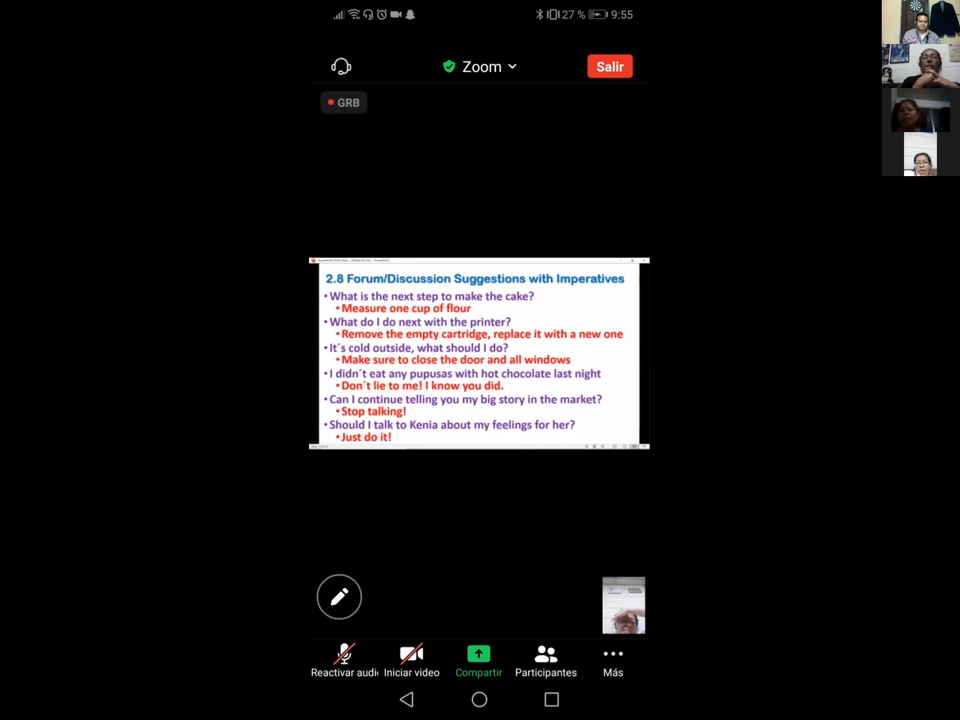 27 % 9:55
Zoom
Salir
GRB
2.8 Forum/Discussion Suggestions with Imperatives
•What is the next step to make the cake?
•Measure one cup of flour
•What do I do next with the printer?
•Remove the empty cartridge, replace it with a new one
•It´s cold outside, what should I do?
•Make sure to close the door and all windows
•I didn´t eat any pupusas with hot chocolate last night
•Don´t lie to me! I know you did.
•Can I continue telling you my big story in the market?
•Stop talking!
•Should I talk to Kenia about my feelings for her?
•Just do it!
Reactivar audi Iniciar video Compartir Participantes Más